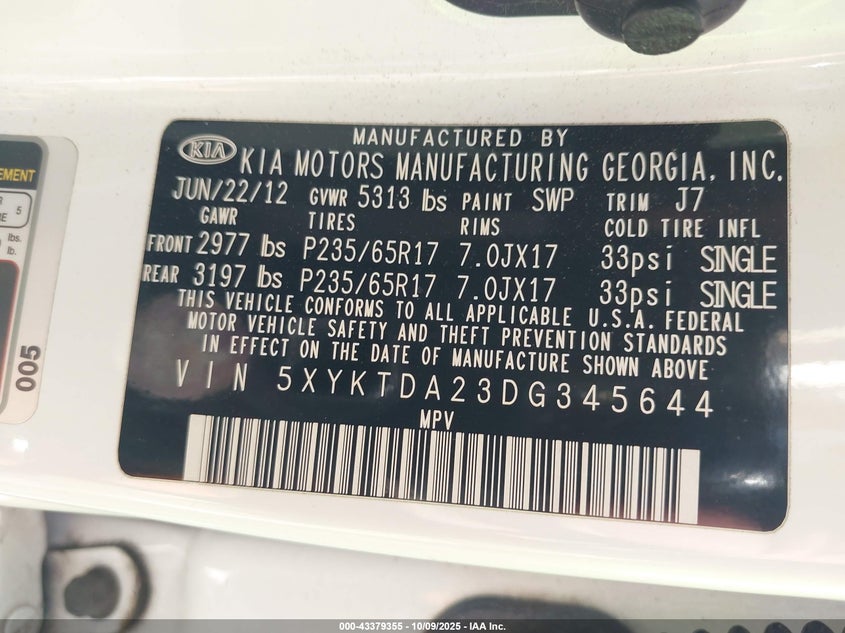 MANUFACTURED BY
KIA KIA MOTORS MANUFACTURING GEORGIA, INC.
JUN/22/12 GVWR 5313 lbs PAINT SWP TRIM J7
GAWR TIRES RIMS COLD TIRE INFL
FRONT 2977 lbs P235/65R17 7.0JX17 33psi SINGLE
REAR 3197 lbs P235/65R17 7.0JX17 33psi SINGLE
THIS VEHICLE CONFORMS TO ALL APPLICABLE U.S.A. FEDERAL
MOTOR VEHICLE SAFETY AND THEFT PREVENTION STANDARDS
IN EFFECT ON THE DATE OF MANUFACTURE SHOWN ABOVE
VIN 5XYKTDA23DG345644
MPV
EMENT
R 5
RE
lbs.
lb.
005
000-43379355 - 10/09/2025 - IAA Inc.